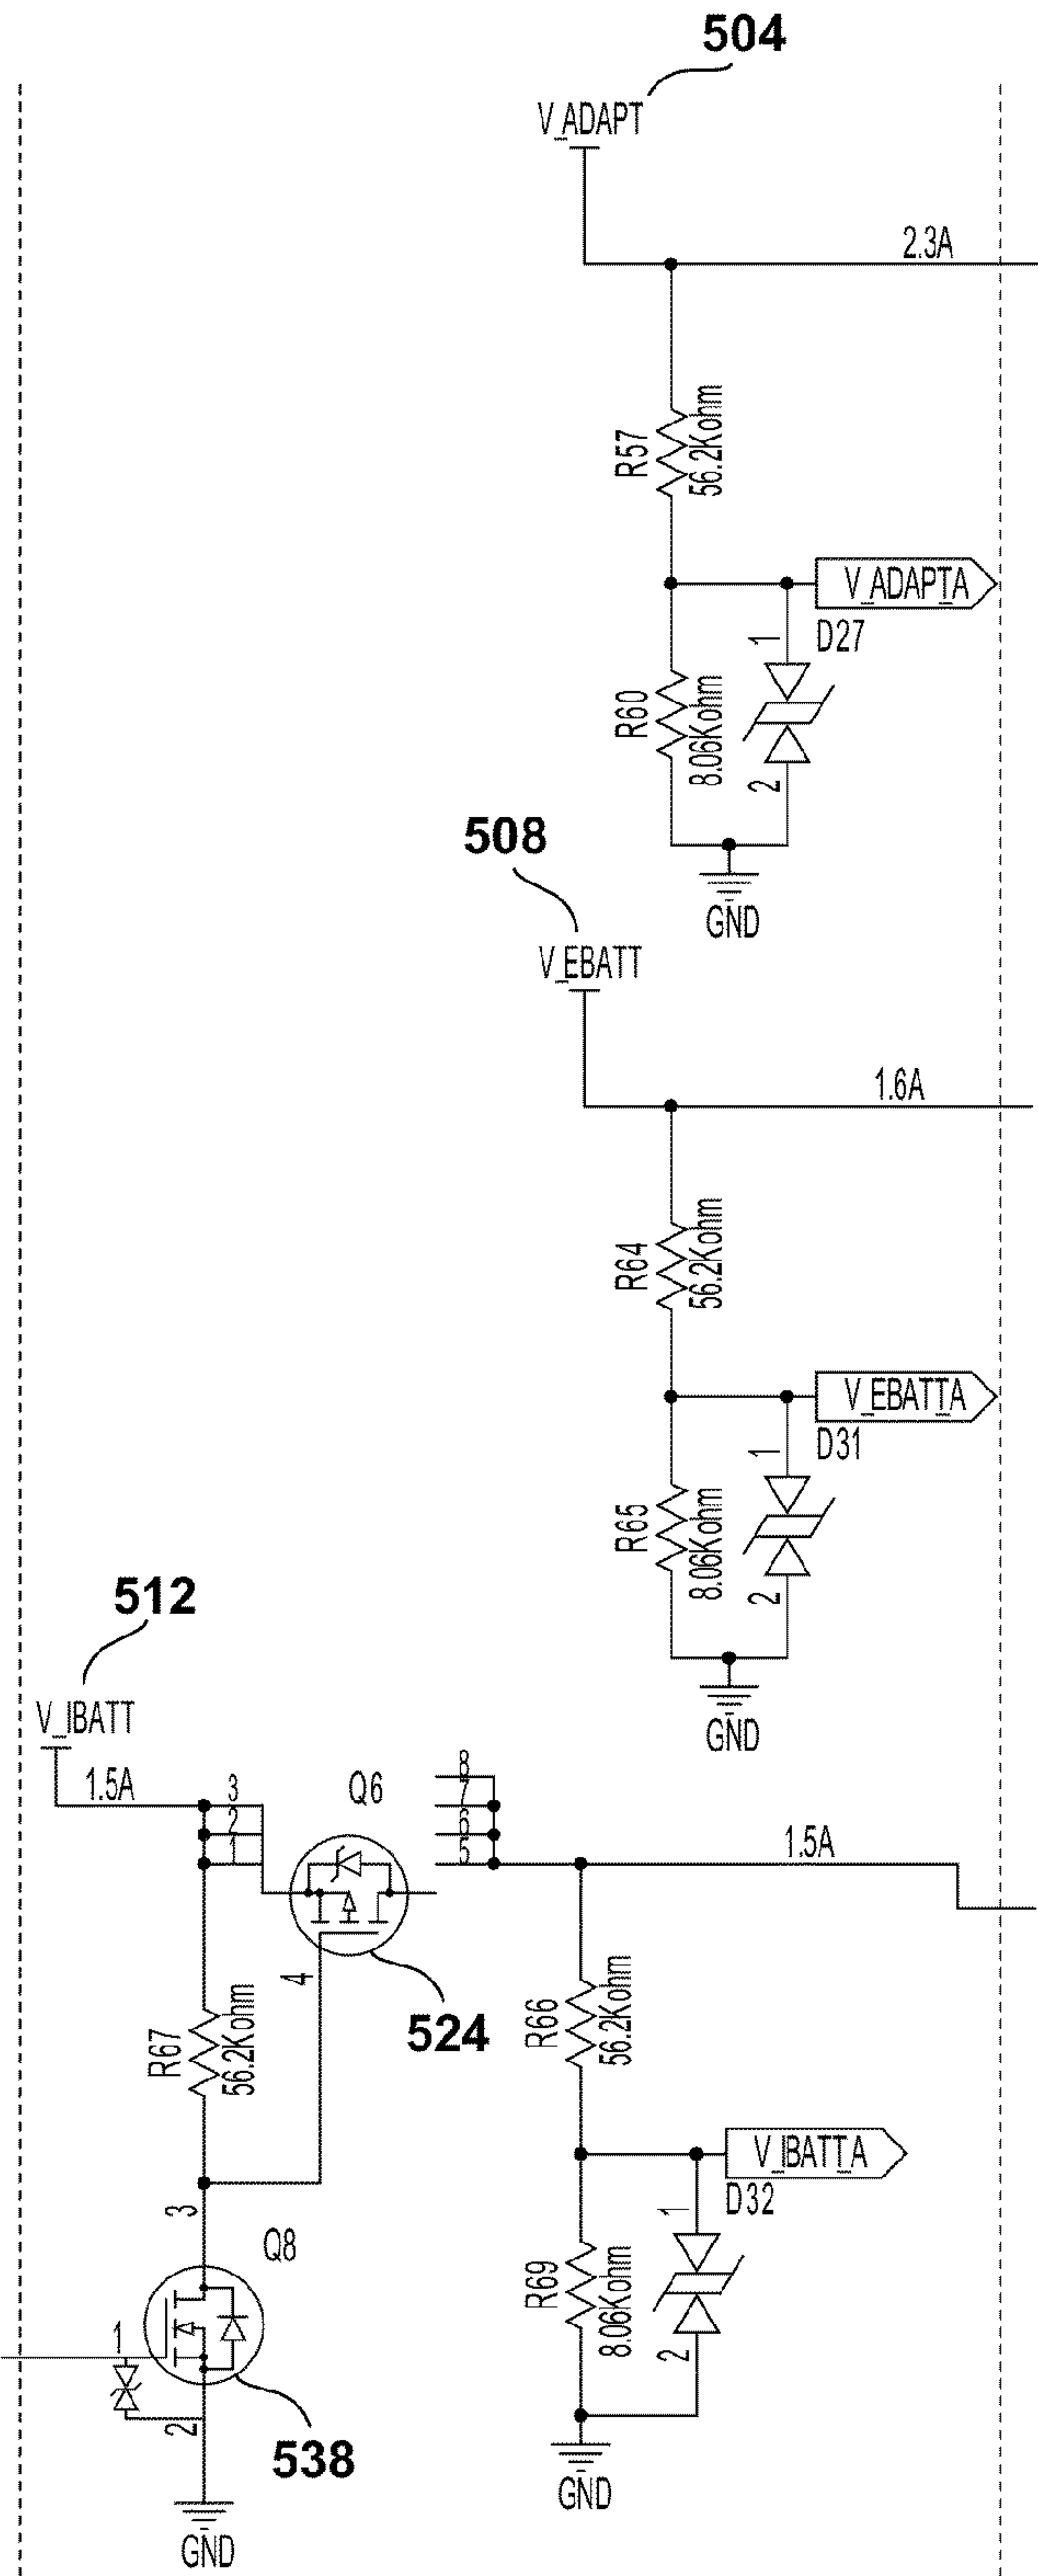 504
V_ADAPT
2.3A
R57
56.2Kohm
V_ADAPT_A
D27
1
R60
8.06Kohm
2
GND
508
V_EBATT
1.6A
R64
56.2Kohm
V_EBATT_A
D31
1
R65
8.06Kohm
2
GND
512
V_IBATT
1.5A
3
2
1
Q6
8
7
6
5
1.5A
4
524
R67
56.2Kohm
R66
56.2Kohm
V_IBATT_A
D32
1
3
Q8
R69
8.06Kohm
1
2
2
538
GND
GND